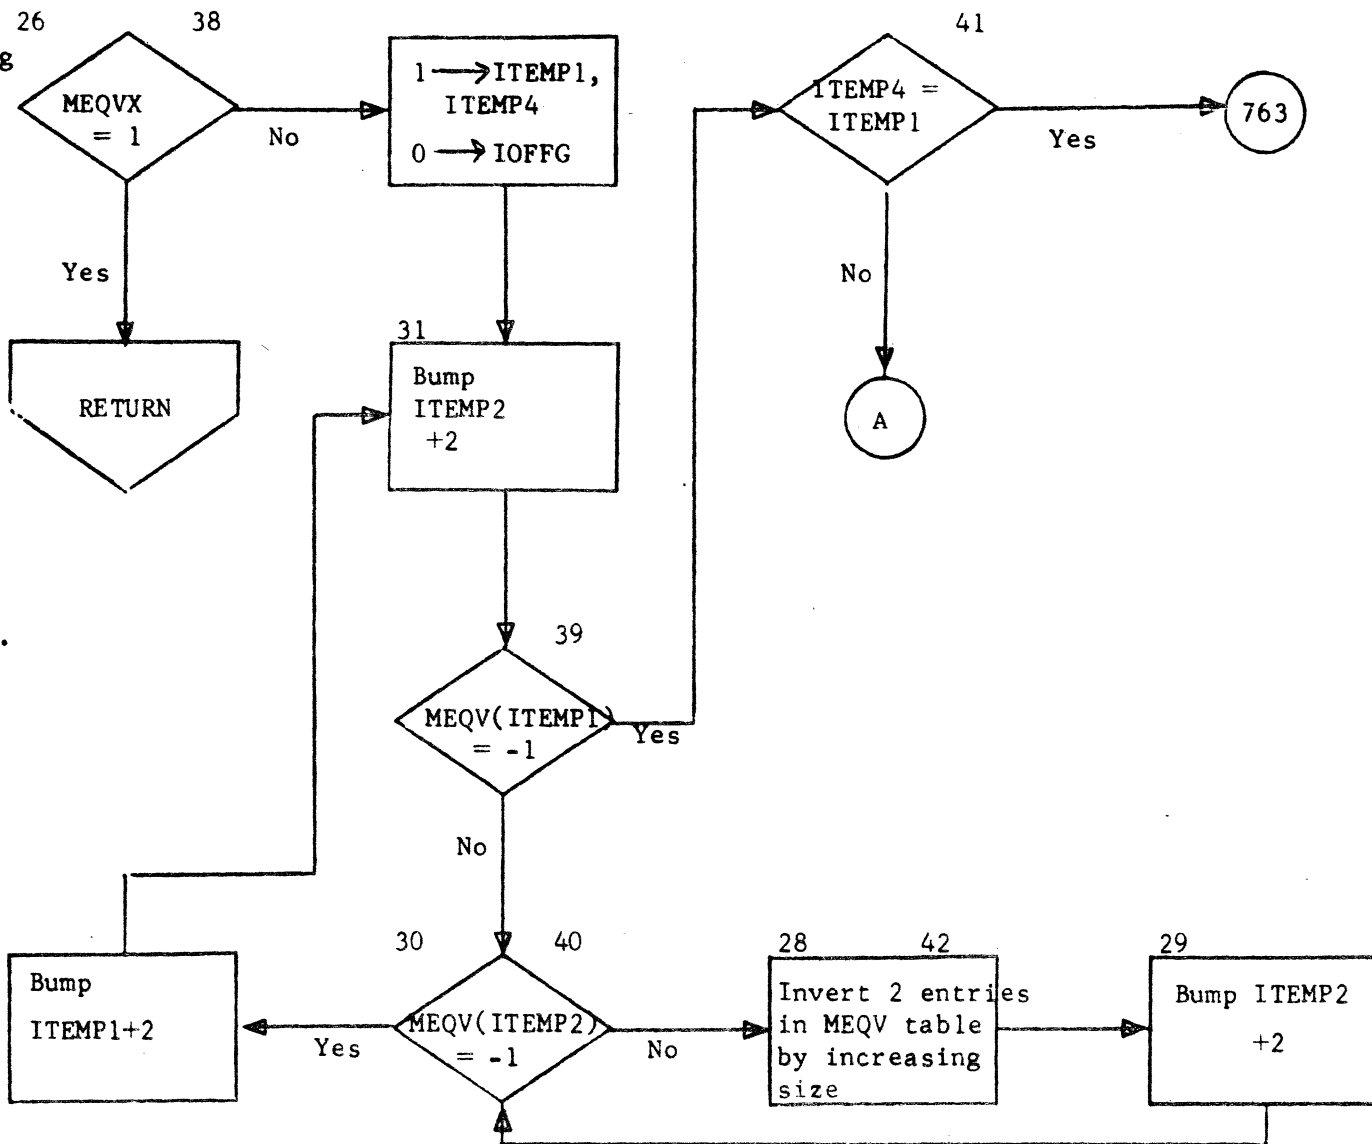 26
38
g
MEQVX
= 1
No
Yes
RETURN
1 → ITEMP1,
ITEMP4
0 → IOFFG
31
Bump
ITEMP2
+2
39
MEQV(ITEMP1)
= -1
Yes
No
41
ITEMP4 =
ITEMP1
Yes
763
No
A
30
40
MEQV(ITEMP2)
= -1
Yes
No
Bump
ITEMP1+2
28
42
Invert 2 entries
in MEQV table
by increasing
size
29
Bump ITEMP2
+2